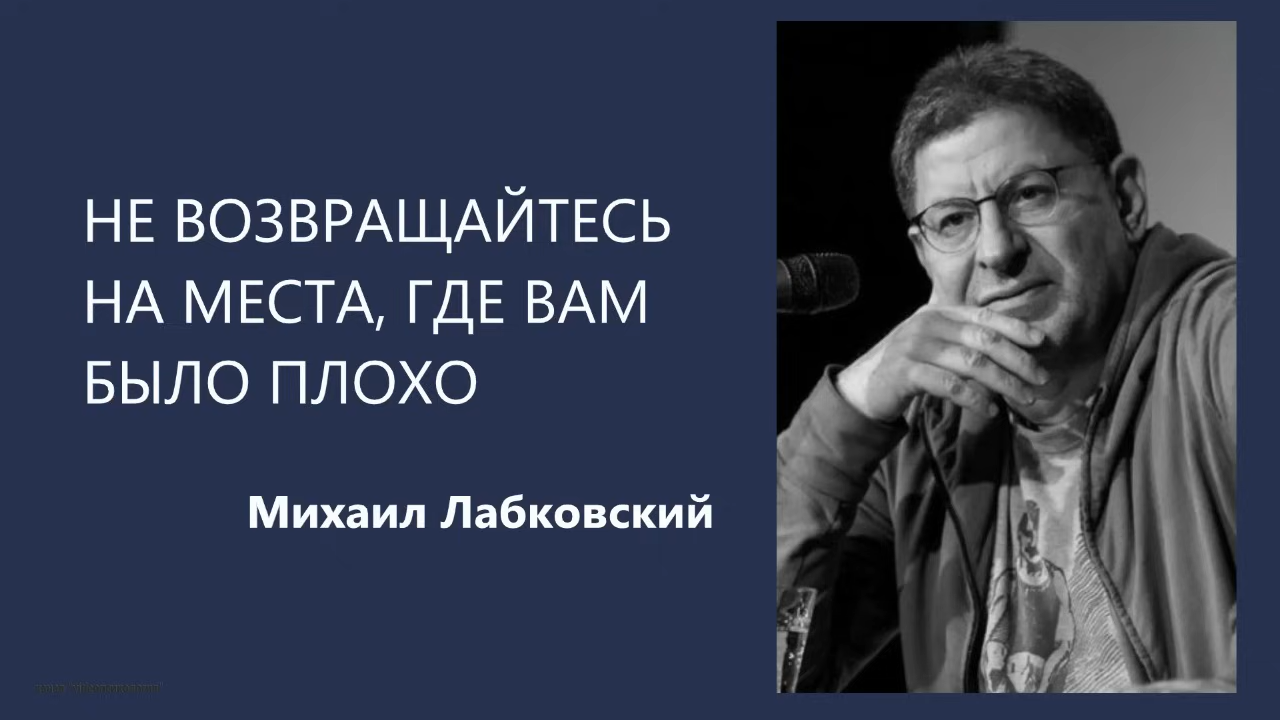 НЕ ВОЗВРАЩАЙТЕСЬ
НА МЕСТА, ГДЕ ВАМ
БЫЛО ПЛОХО
Михаил Лабковский